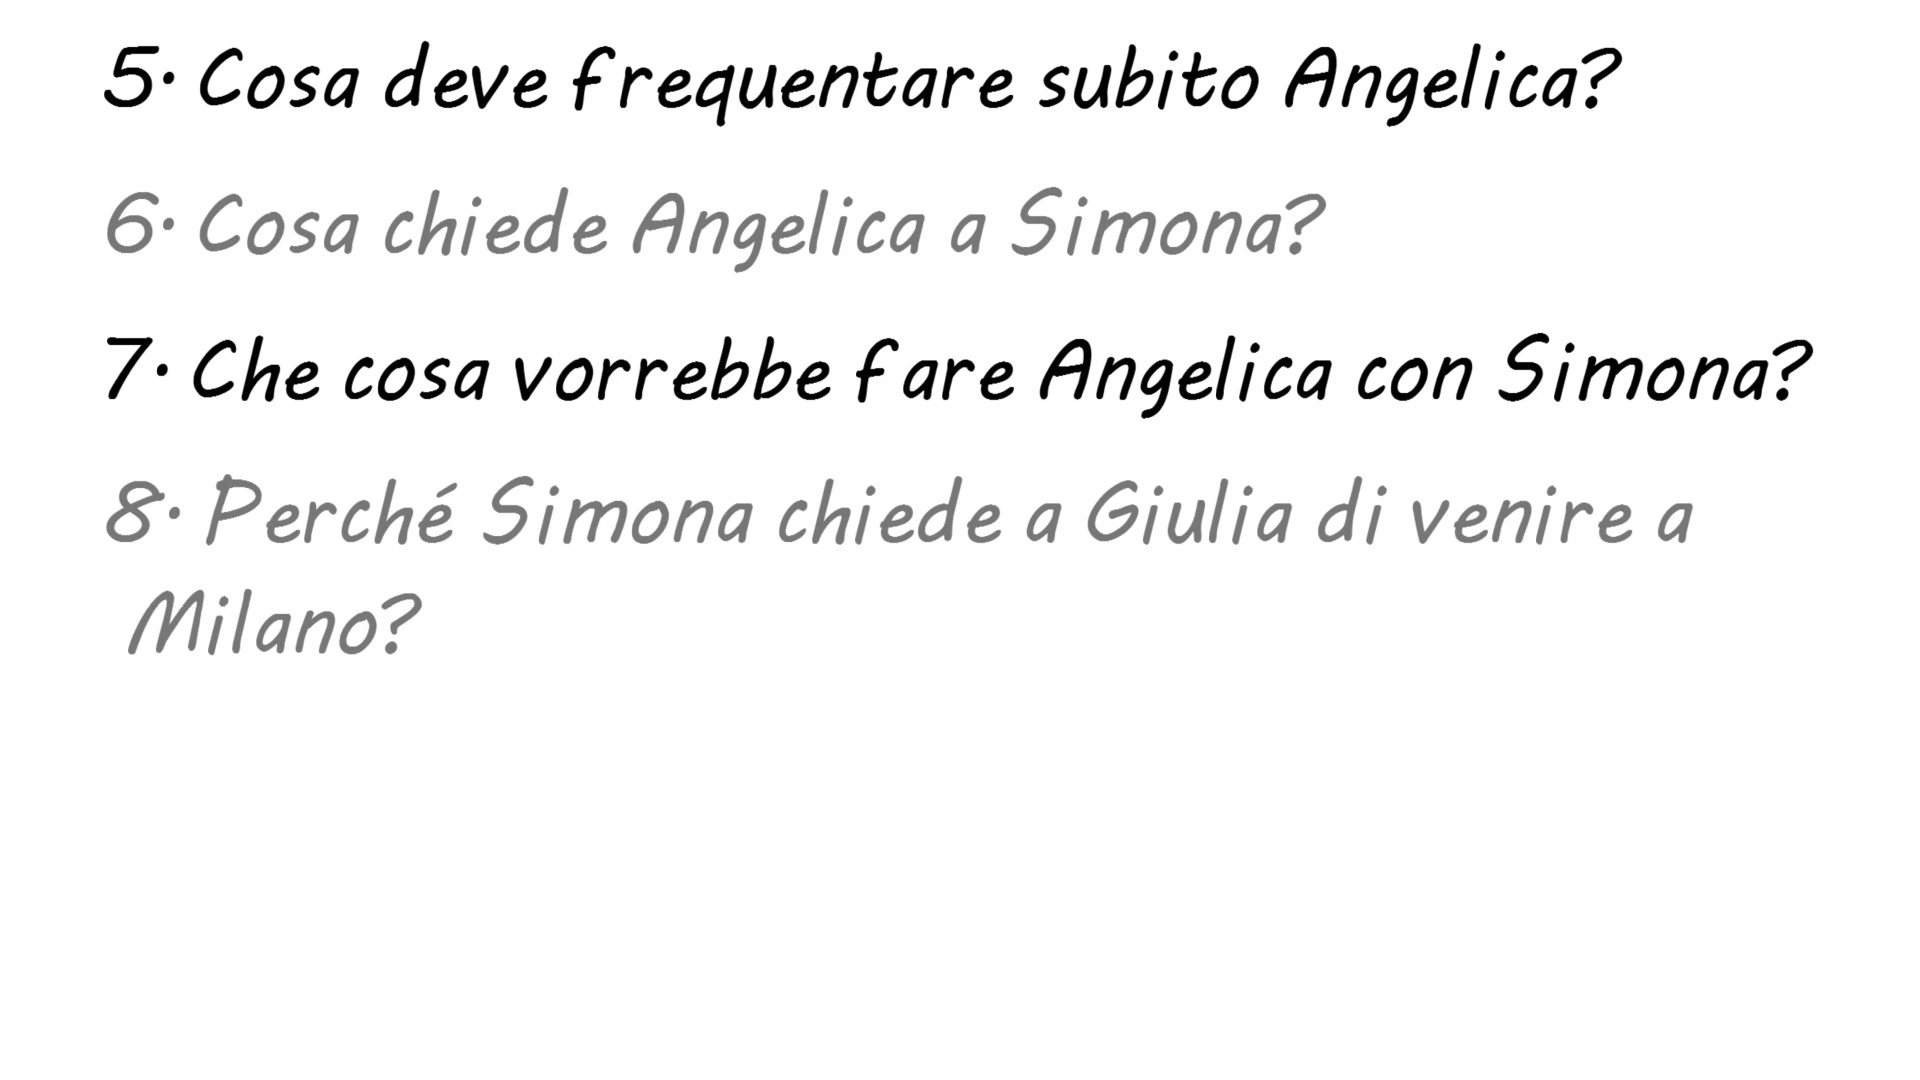 5. Cosa deve frequentare subito Angelica?
6. Cosa chiede Angelica a Simona?
7. Che cosa vorrebbe fare Angelica con Simona?
8. Perché Simona chiede a Giulia di venire a
Milano?